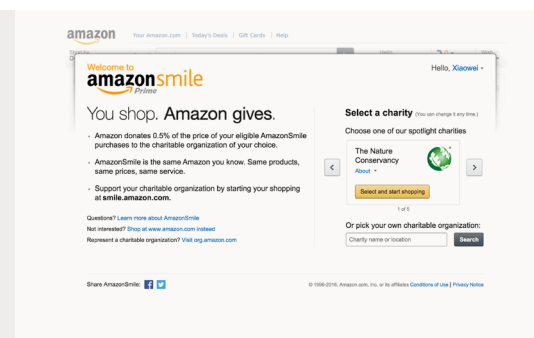 amazon
Your Amazon.com | Today's Deals | Gift Cards | Help
Welcome to
amazonsmile
Prime
Hello, Xiaowei
You shop. Amazon gives.
Amazon donates 0.5% of the price of your eligible AmazonSmile
purchases to the charitable organization of your choice.
AmazonSmile is the same Amazon you know. Same products,
same prices, same service.
Support your charitable organization by starting your shopping
at smile.amazon.com.
Questions? Learn more about AmazonSmile
Not interested? Shop at www.amazon.com instead
Represent a charitable organization? Visit org.amazon.com
Select a charity (You can change it any time.)
Choose one of our spotlight charities
The Nature
Conservancy
About
Select and start shopping
1 of 5
Or pick your own charitable organization:
Charity name or location
Search
Share AmazonSmile:
© 1996-2016, Amazon.com, Inc. or its affiliates Conditions of Use | Privacy Notice